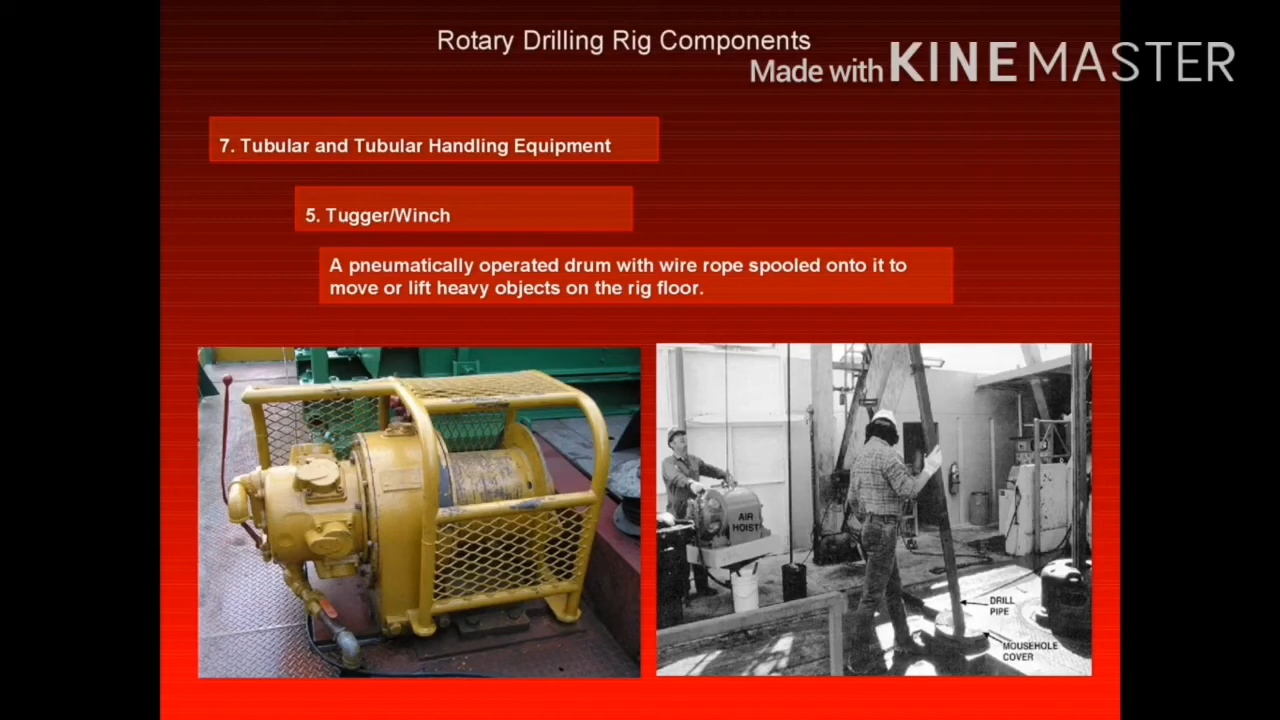 Rotary Drilling Rig Components
Made with KINEMASTER
7. Tubular and Tubular Handling Equipment
5. Tugger/Winch
A pneumatically operated drum with wire rope spooled onto it to
move or lift heavy objects on the rig floor.
AIR
HOIST
DRILL
PIPE
MOUSEHOLE
COVER